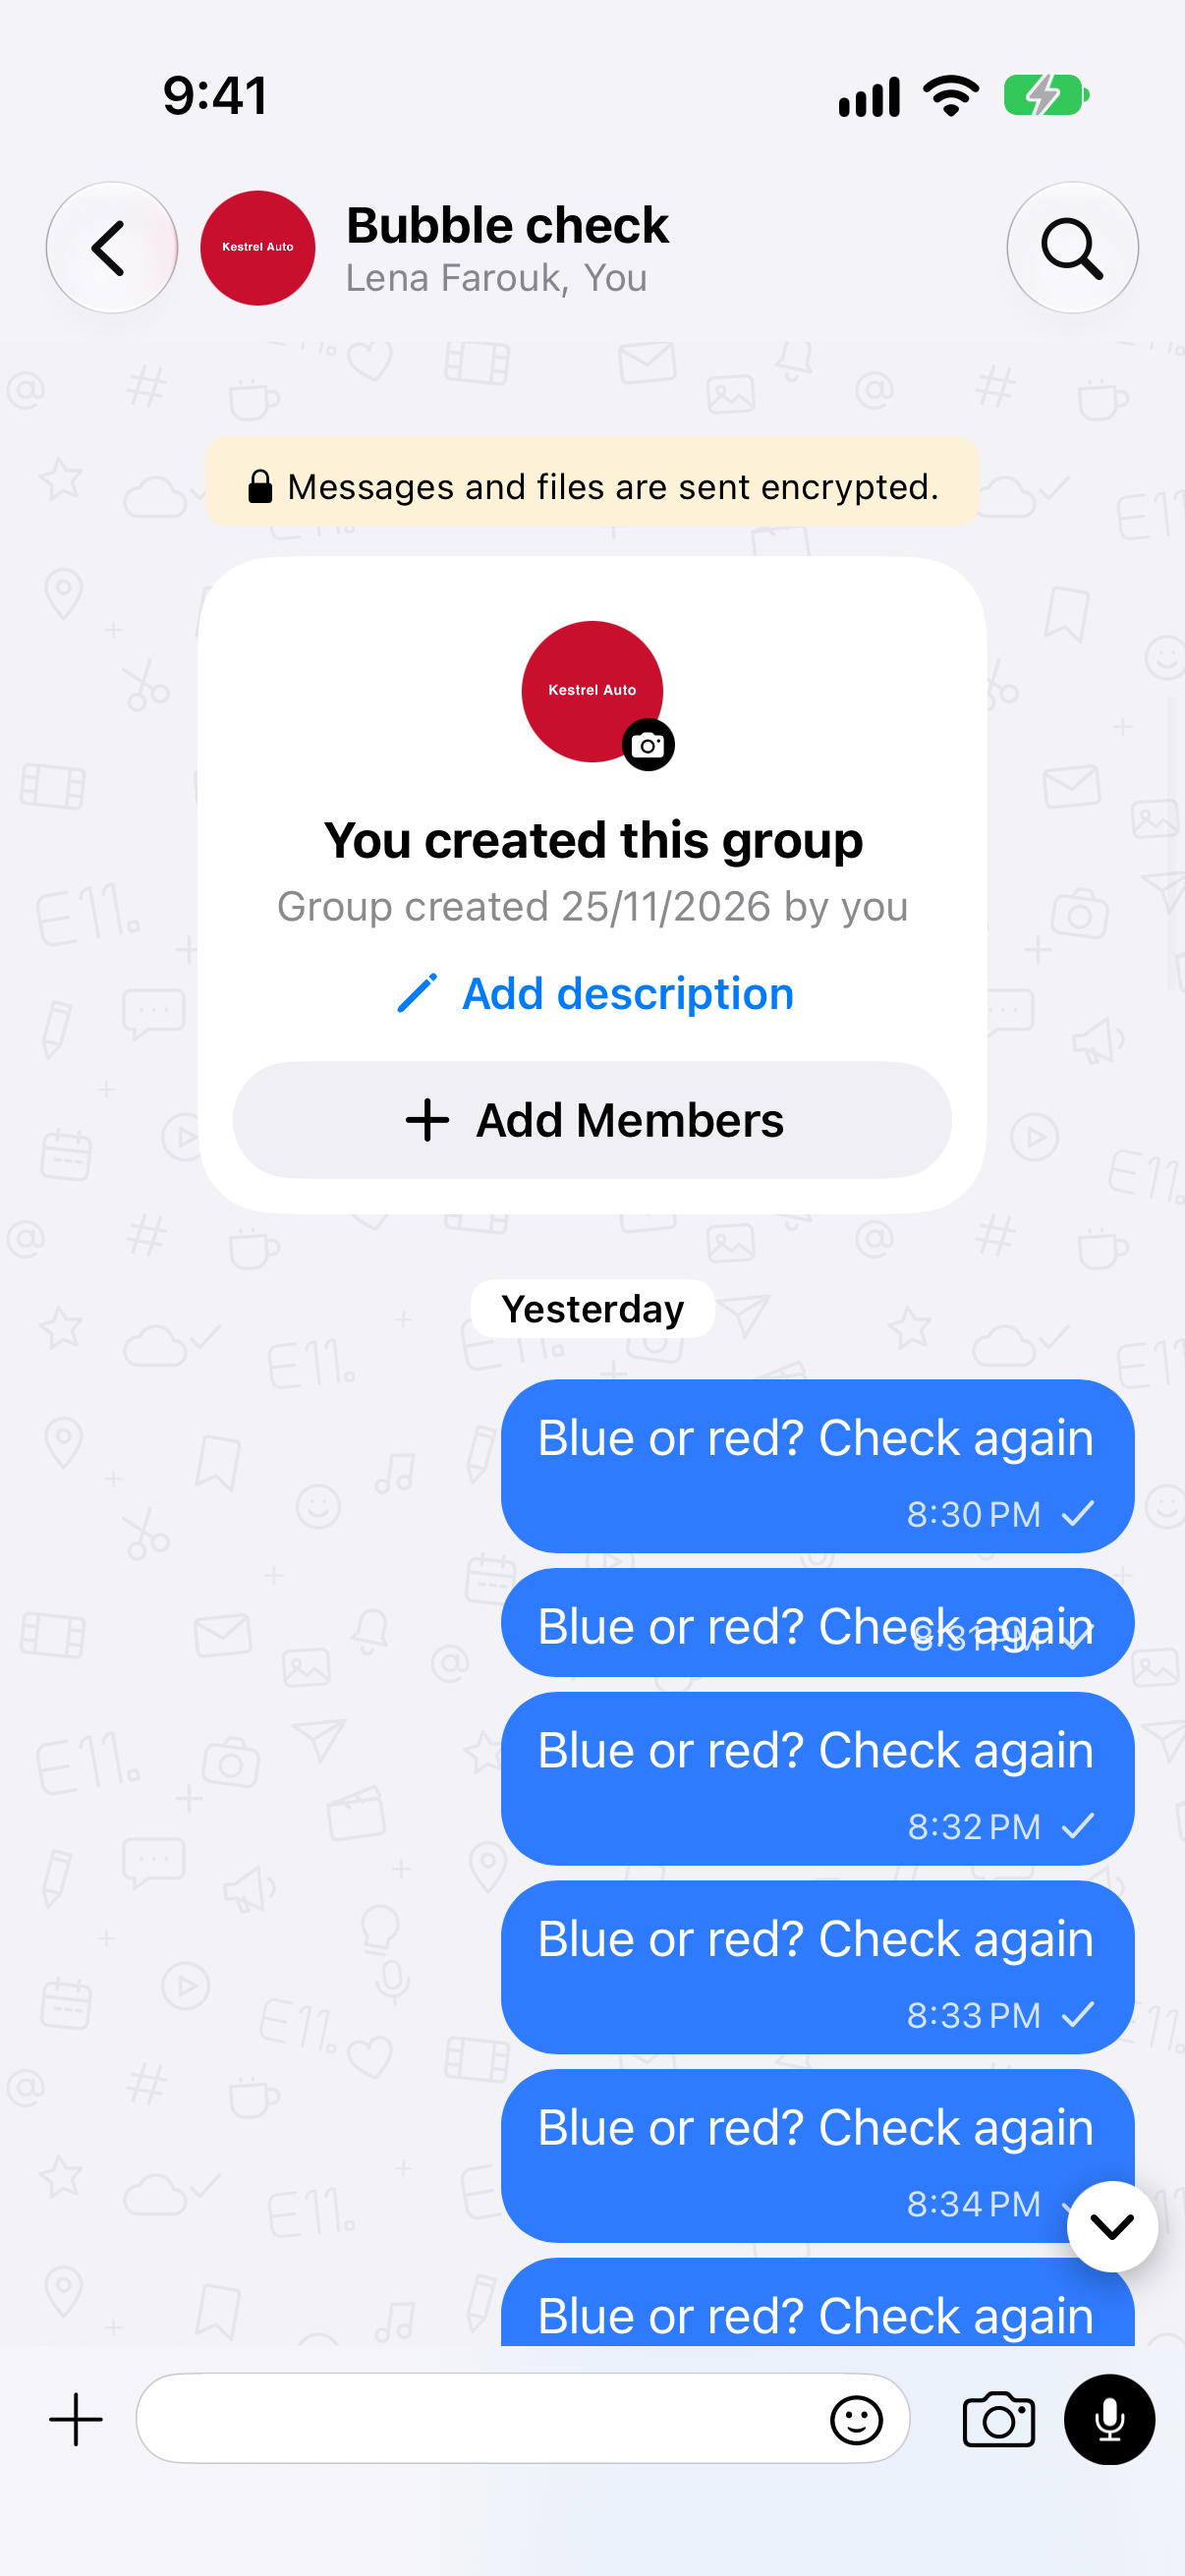 9:41
Kestrel Auto
Bubble check
Lena Farouk, You
Messages and files are sent encrypted.
Kestrel Auto
You created this group
Group created 25/11/2026 by you
Add description
Add Members
Yesterday
Blue or red? Check again
8:30 PM
Blue or red? Check again
8:31 PM
Blue or red? Check again
8:32 PM
Blue or red? Check again
8:33 PM
Blue or red? Check again
8:34 PM
Blue or red? Check again